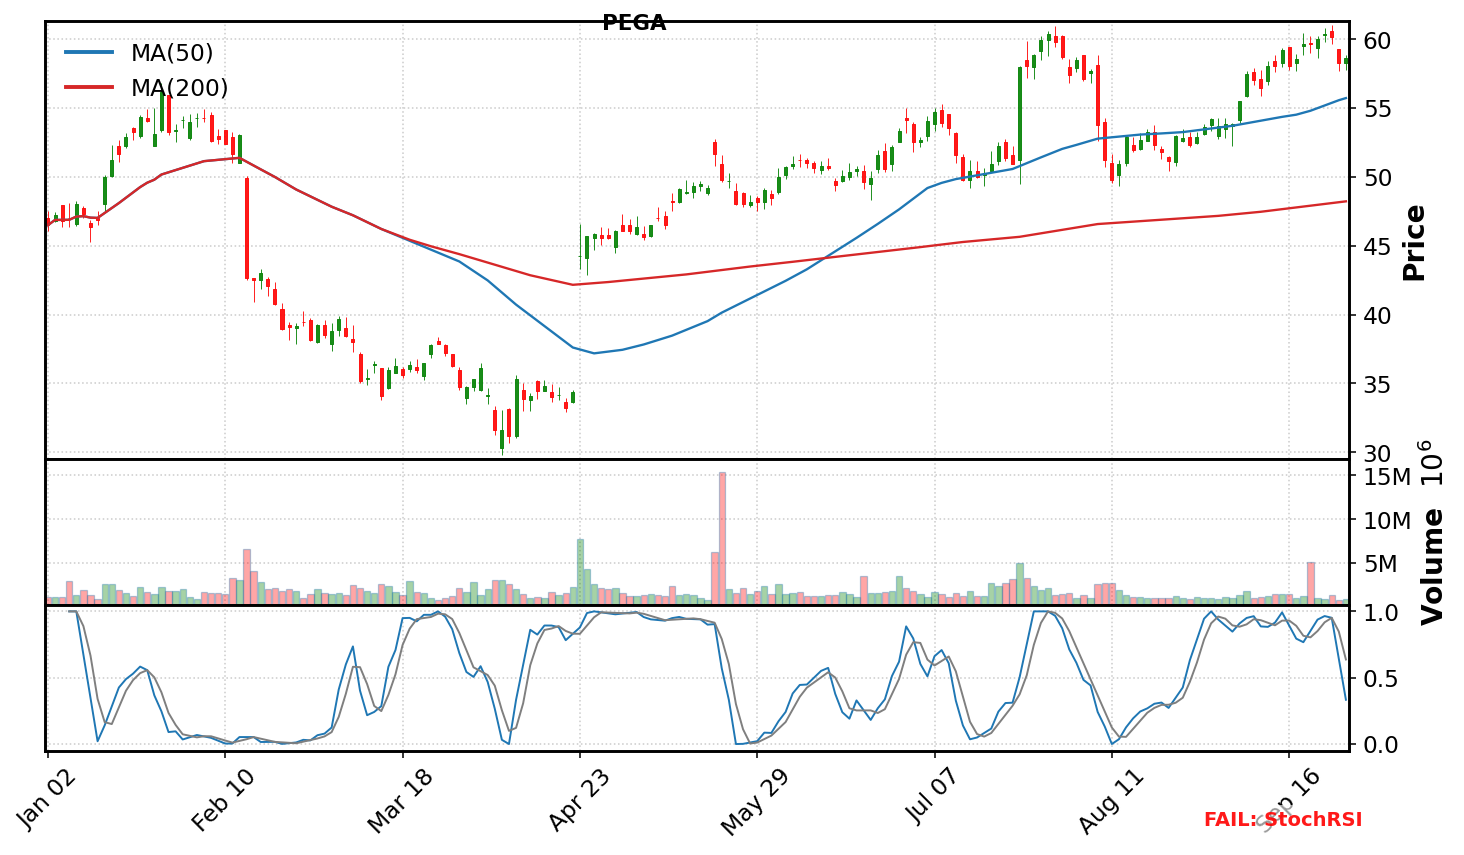 PEGA
MA(50)
MA(200)
60
55
50
45
40
35
30
Price
15M
10M
5M
Volume 10^6
1.0
0.5
0.0
Jan 02
Feb 10
Mar 18
Apr 23
May 29
Jul 07
Aug 11
Sep 16
FAIL: StochRSI